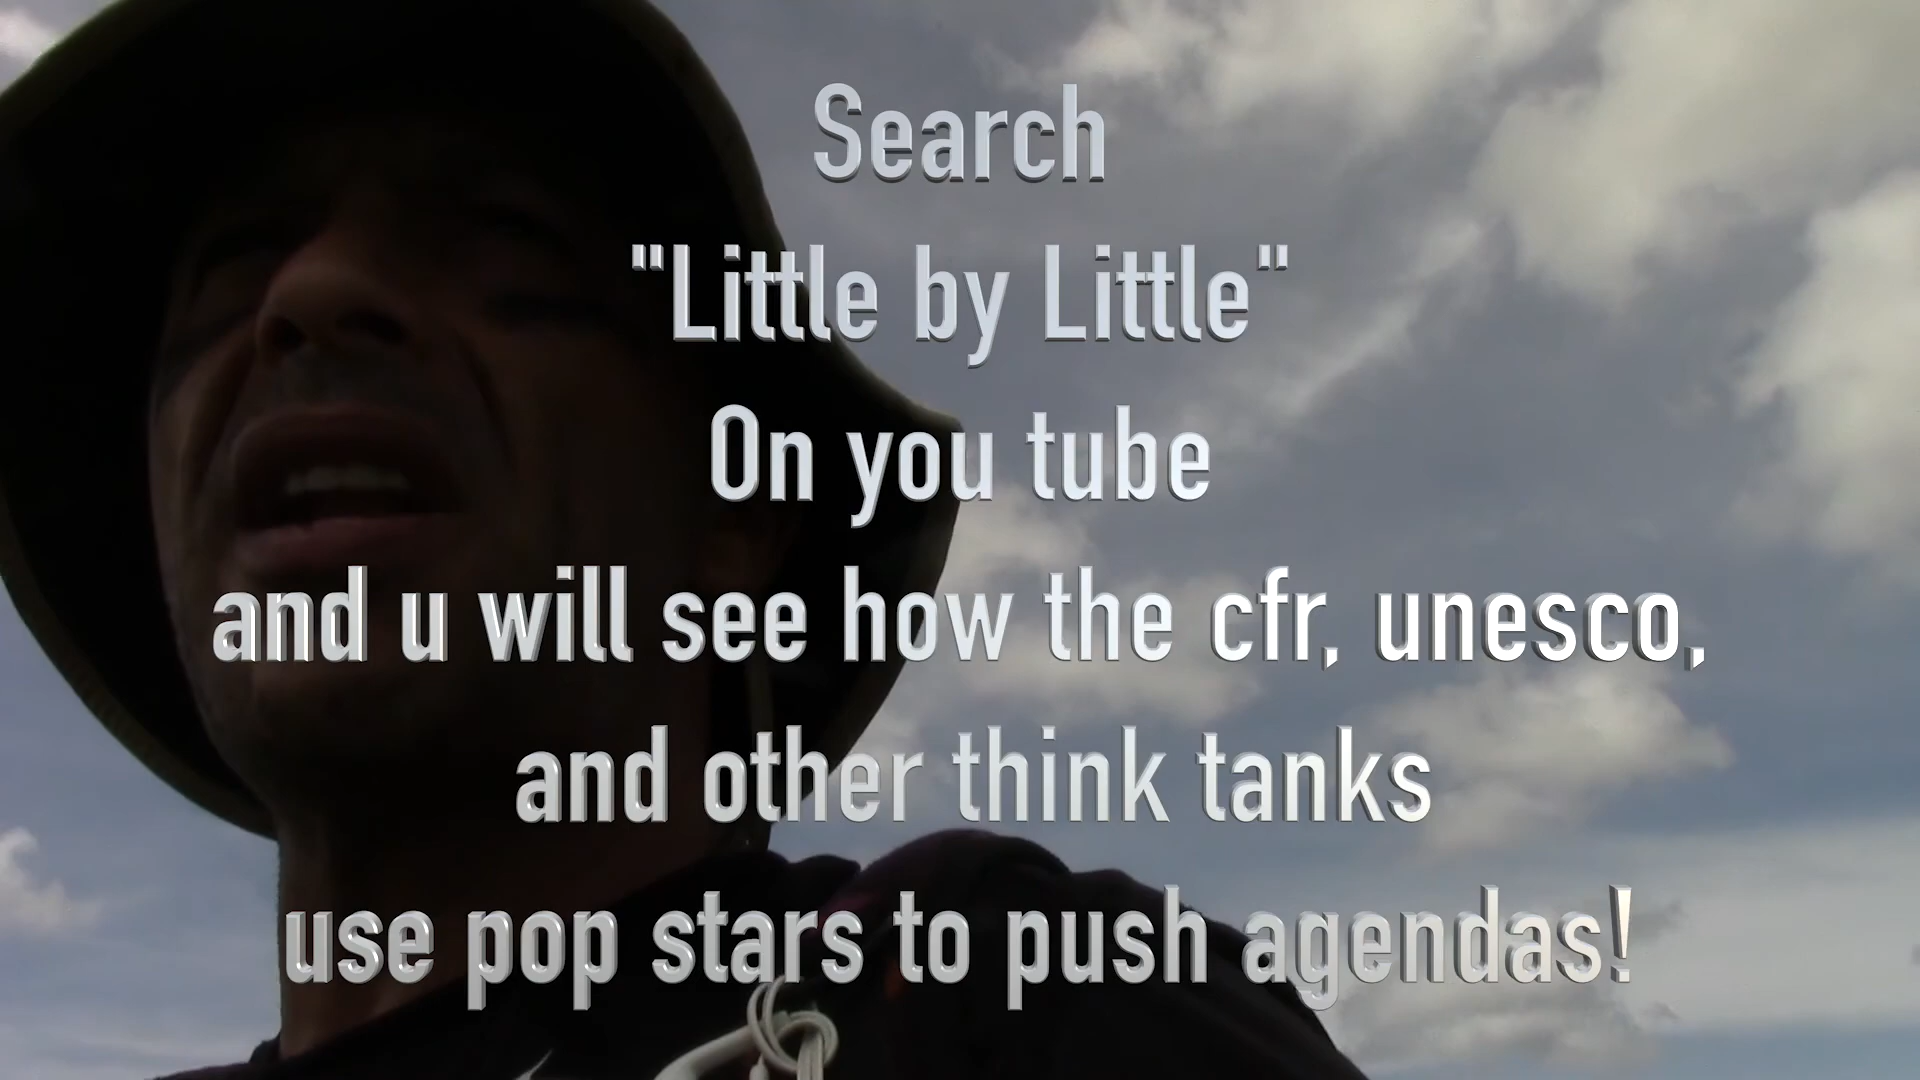 Search
"Little by Little"
On you tube
and u will see how the cfr, unesco,
and other think tanks
use pop stars to push agendas!